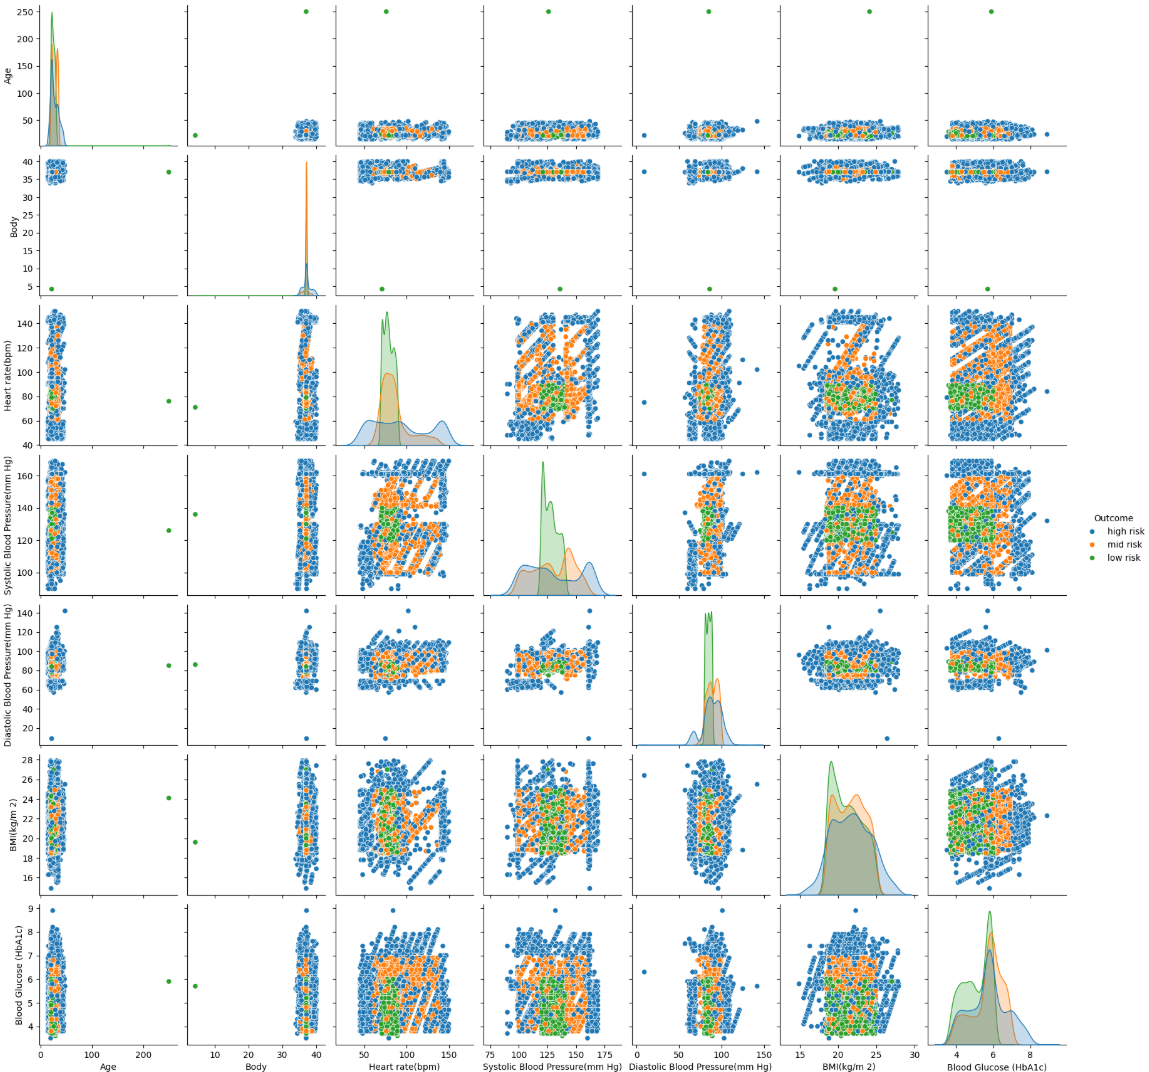 250
200
150
100
50
Age
40
35
30
25
20
15
10
5
Body
140
120
100
80
60
40
Heart rate(bpm)
160
140
120
100
Systolic Blood Pressure(mm Hg)
Outcome
high risk
mid risk
low risk
140
120
100
80
60
40
20
Diastolic Blood Pressure(mm Hg)
28
26
24
22
20
18
16
BMI(kg/m 2)
9
8
7
6
5
4
Blood Glucose (HbA1c)
0 100 200
10 20 30 40
50 100 150
75 100 125 150 175
0 50 100 150
15 20 25 30
4 6 8
Age
Body
Heart rate(bpm)
Systolic Blood Pressure(mm Hg)
Diastolic Blood Pressure(mm Hg)
BMI(kg/m 2)
Blood Glucose (HbA1c)